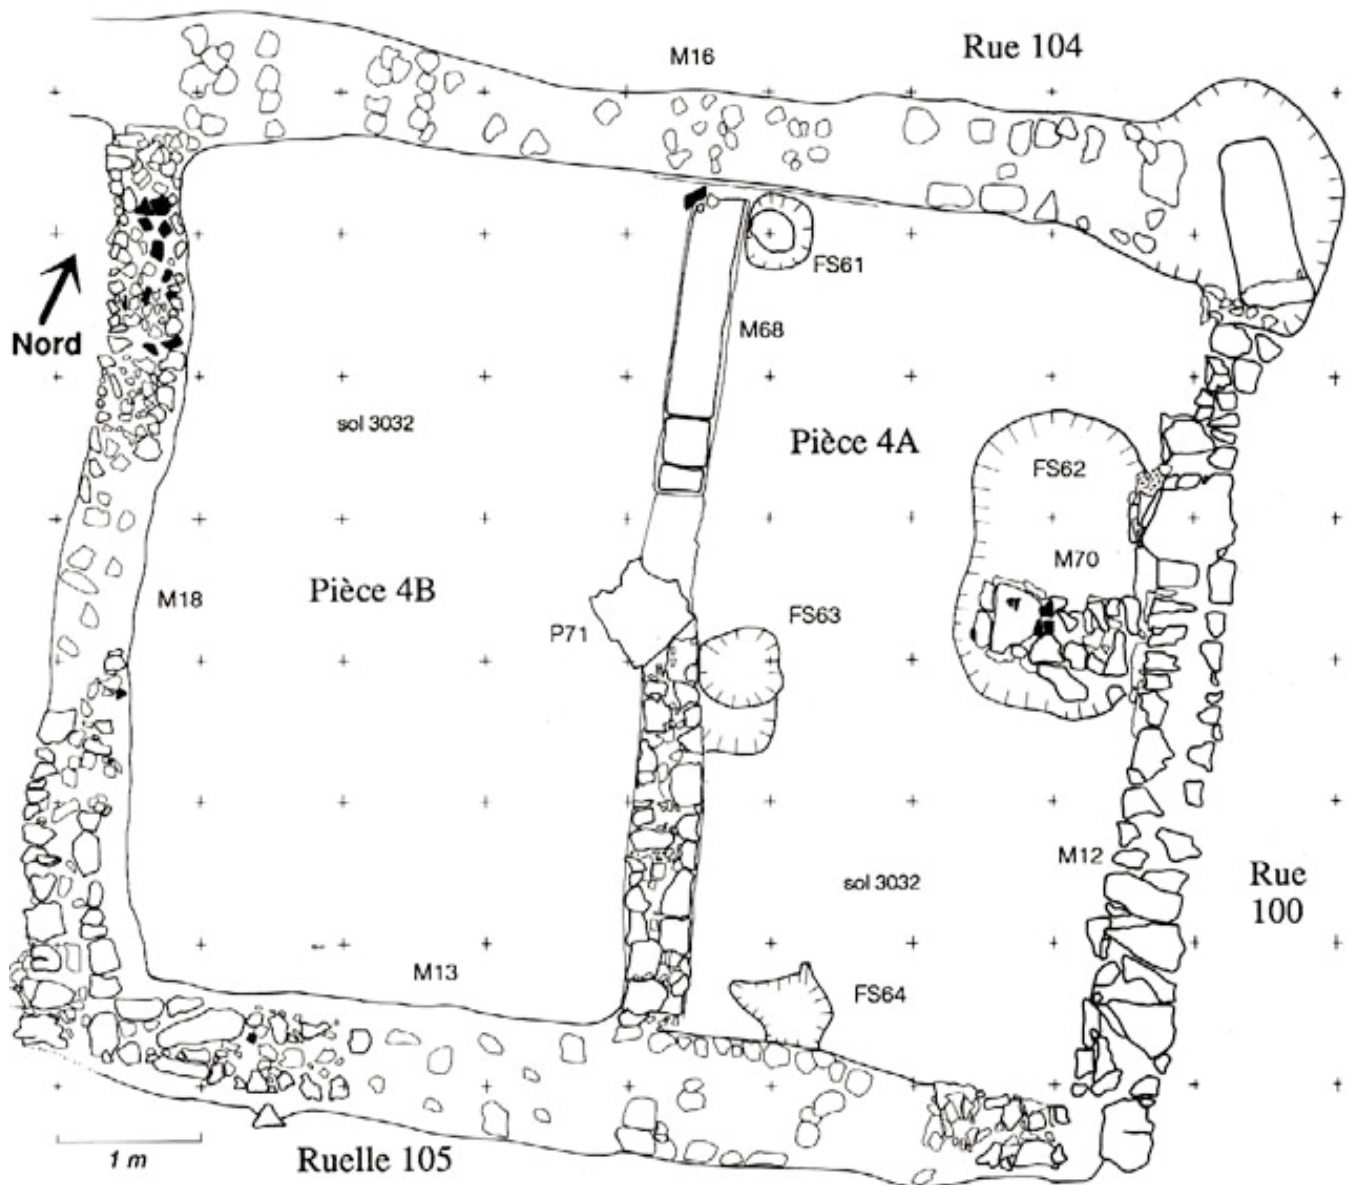 Rue 104
M16
FS61
Nord
M68
sol 3032
Pièce 4A
FS62
M70
Pièce 4B
M18
FS63
P71
M12
sol 3032
Rue
100
M13
FS64
1 m
Ruelle 105